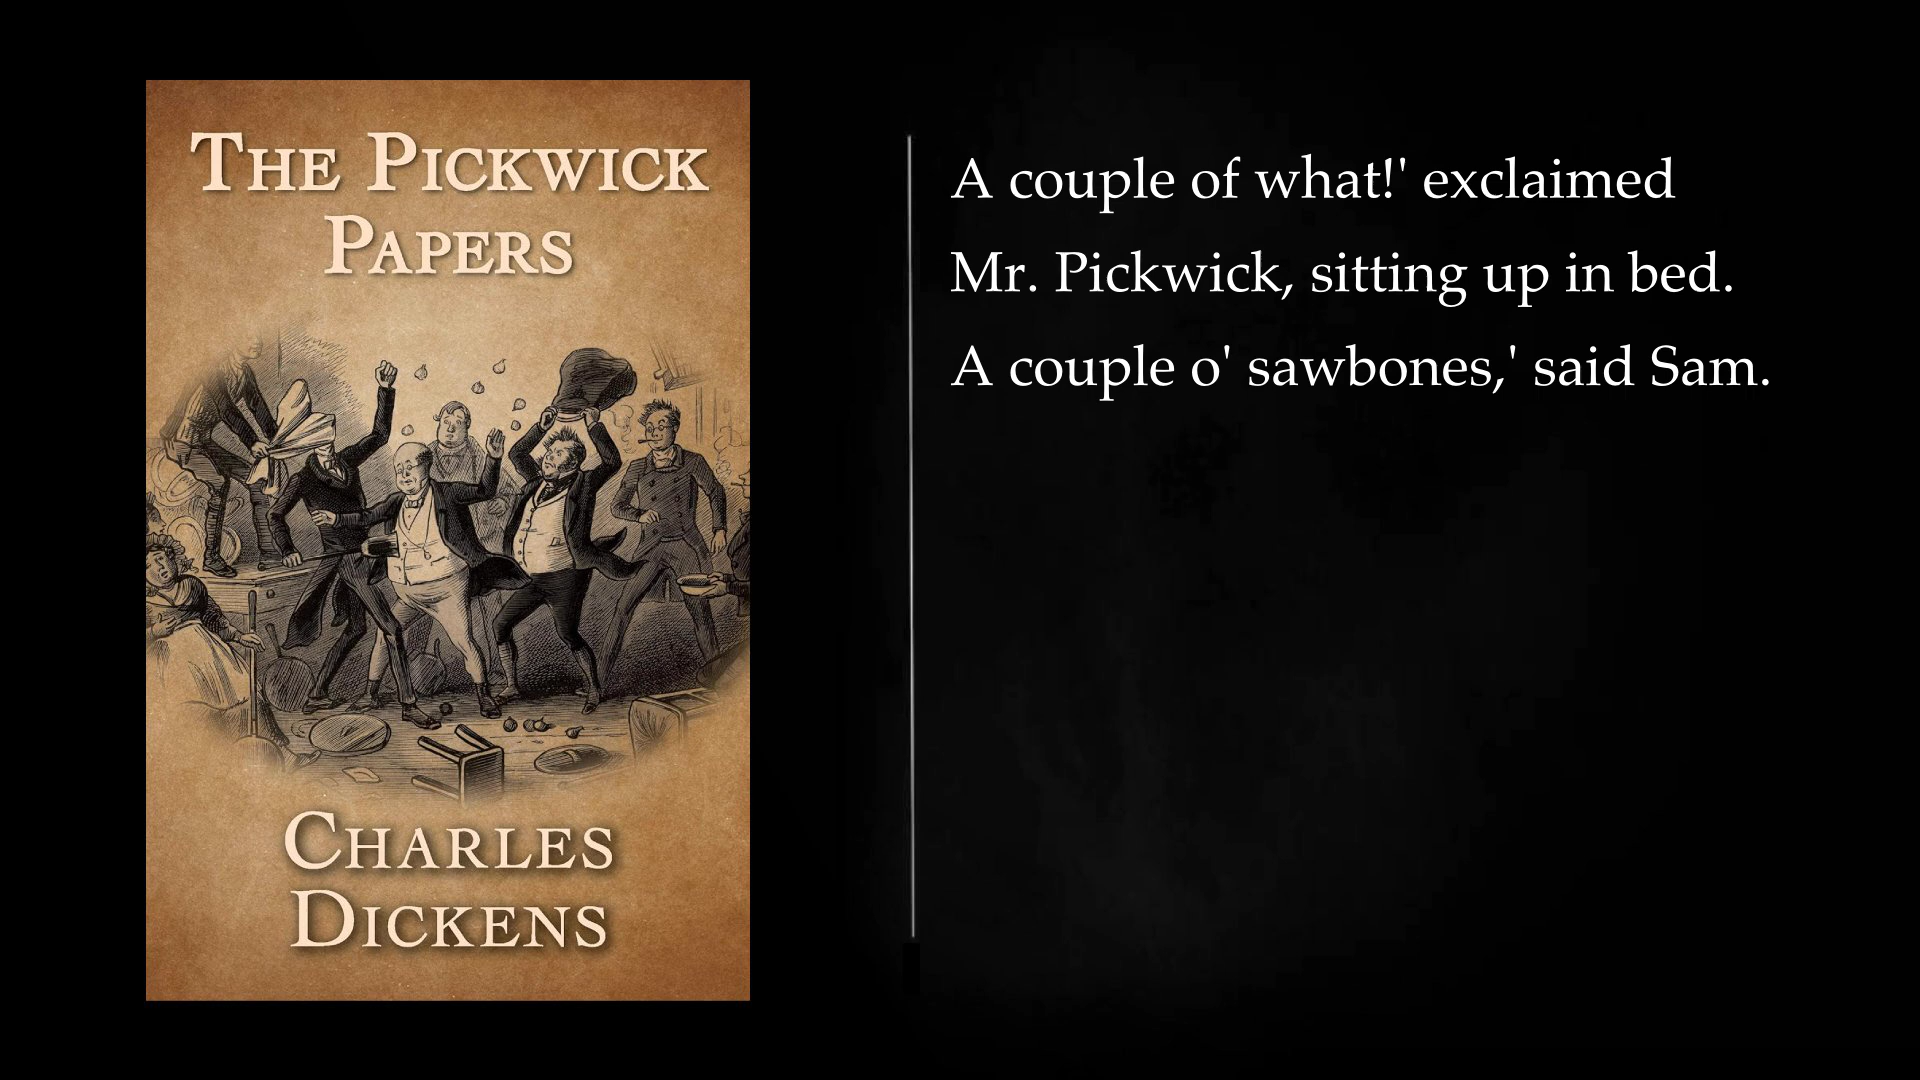 The Pickwick
Papers
Charles
Dickens
A couple of what!' exclaimed
Mr. Pickwick, sitting up in bed.
A couple o' sawbones,' said Sam.